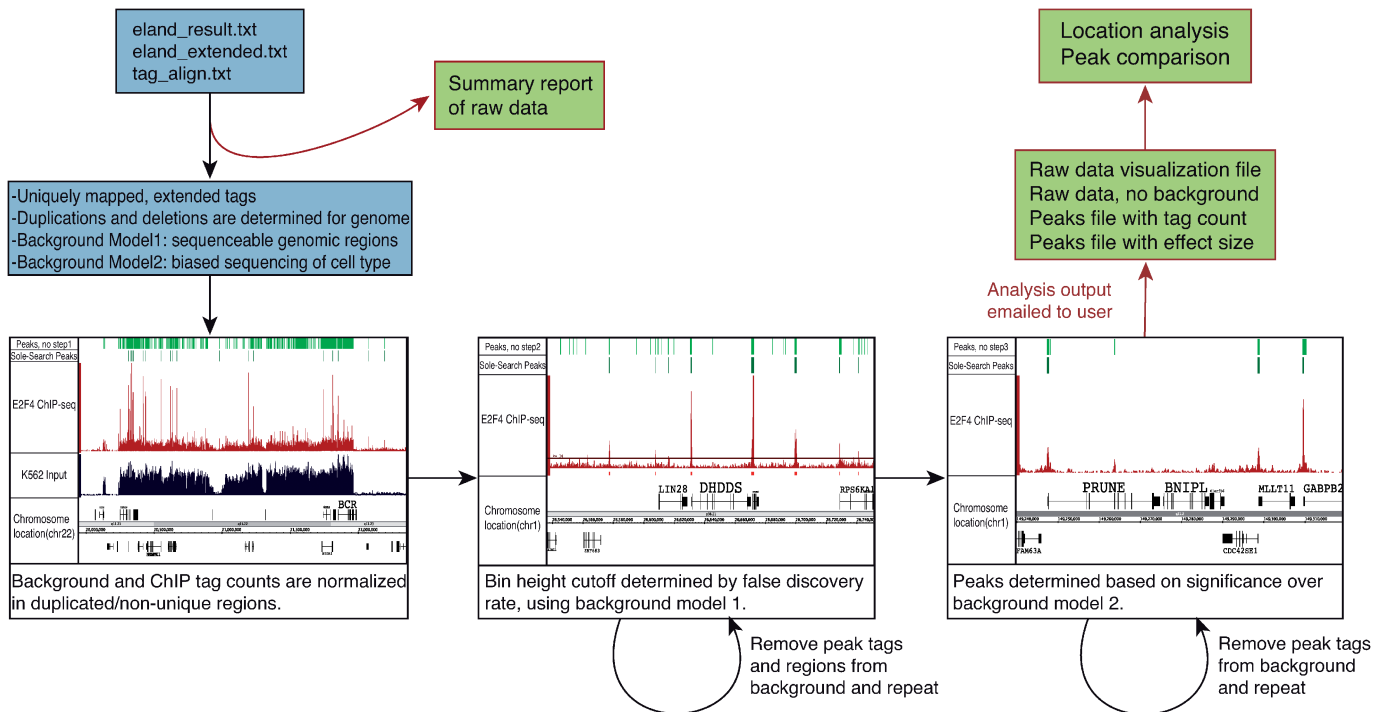 eland_result.txt
eland_extended.txt
tag_align.txt
Summary report
of raw data
-Uniquely mapped, extended tags
-Duplications and deletions are determined for genome
-Background Model1: sequenceable genomic regions
-Background Model2: biased sequencing of cell type
Peaks, no step1
Sole-Search Peaks
E2F4 ChIP-seq
K562 Input
Chromosome
location(chr22)
BCR
Background and ChIP tag counts are normalized
in duplicated/non-unique regions.
Peaks, no step2
Sole-Search Peaks
E2F4 ChIP-seq
Chromosome
location(chr1)
LIN28 DHDDS RPS6KA1
Bin height cutoff determined by false discovery
rate, using background model 1.
Remove peak tags
and regions from
background and repeat
Peaks, no step3
Sole-Search Peaks
E2F4 ChIP-seq
Chromosome
location(chr1)
PRUNE BNIPL MLLT11 GABPB2
FAM63A CDC42SE1
Peaks determined based on significance over
background model 2.
Remove peak tags
from background
and repeat
Analysis output
emailed to user
Raw data visualization file
Raw data, no background
Peaks file with tag count
Peaks file with effect size
Location analysis
Peak comparison